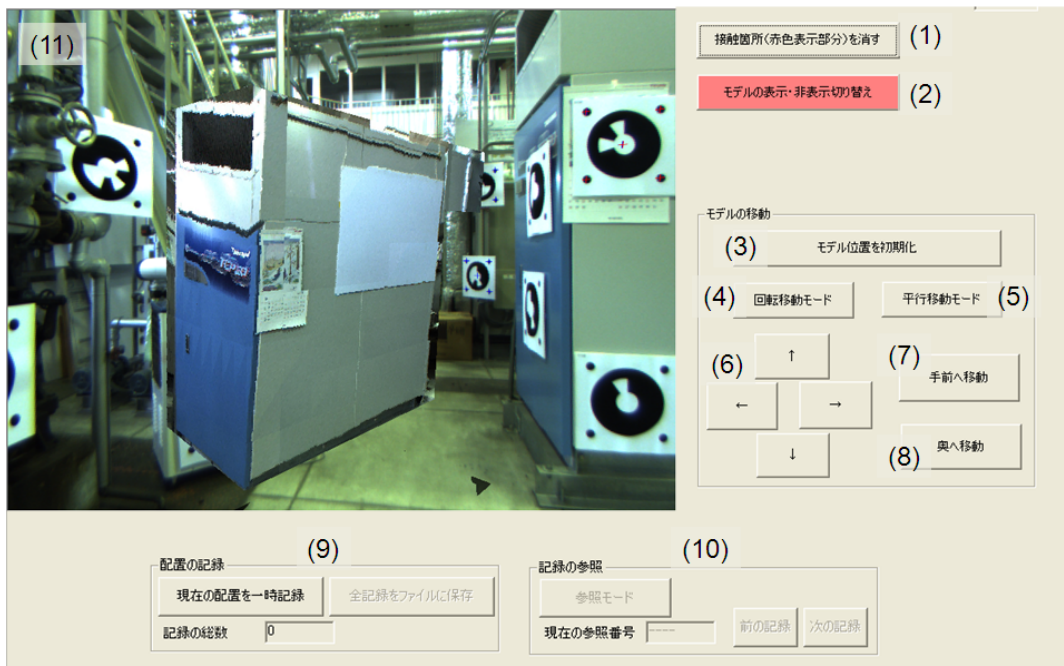 (11)
接触箇所(赤色表示部分)を消す (1)
モデルの表示・非表示切り替え (2)
モデルの移動
(3) モデル位置を初期化
(4) 回転移動モード 平行移動モード (5)
(6) ↑ (7) 手前へ移動
← →
↓ (8) 奥へ移動
(9)
配置の記録
現在の配置を一時記録 全記録をファイルに保存
記録の総数 0
(10)
記録の参照
参照モード
現在の参照番号 ---- 前の記録 次の記録